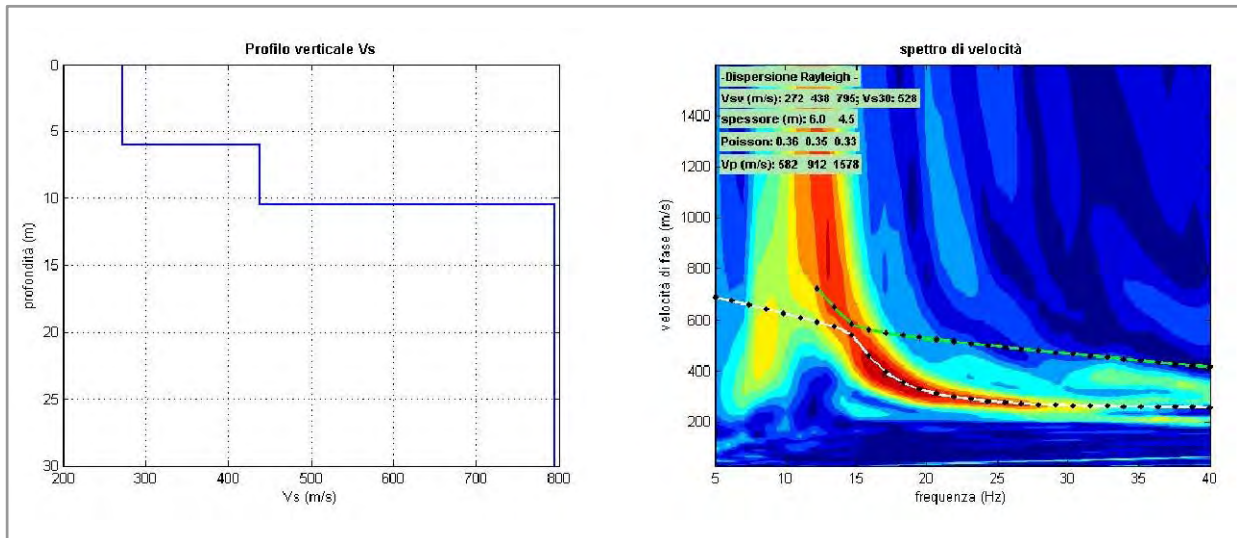 Profilo verticale Vs
0
5
10
15
20
25
30
200
300
400
500
600
700
800
profondità (m)
Vs (m/s)
spettro di velocità
-Dispersione Rayleigh -
Vsv (m/s): 272 438 795; Vs30: 528
spessore (m): 6.0 4.5
Poisson: 0.36 0.35 0.33
Vp (m/s): 582 912 1578
1400
1200
1000
800
600
400
200
5
10
15
20
25
30
35
40
velocità di fase (m/s)
frequenza (Hz)